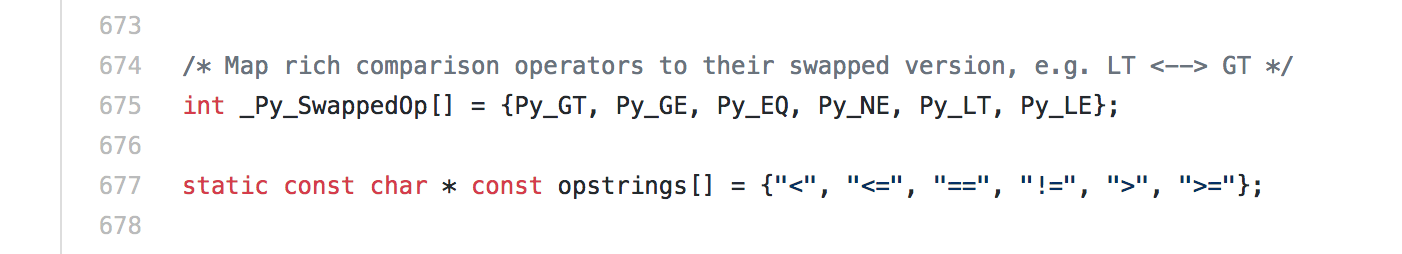 673
674 /* Map rich comparison operators to their swapped version, e.g. LT <--> GT */
675 int _Py_SwappedOp[] = {Py_GT, Py_GE, Py_EQ, Py_NE, Py_LT, Py_LE};
676
677 static const char * const opstrings[] = {"<", "<=", "==", "!=", ">", ">="};
678